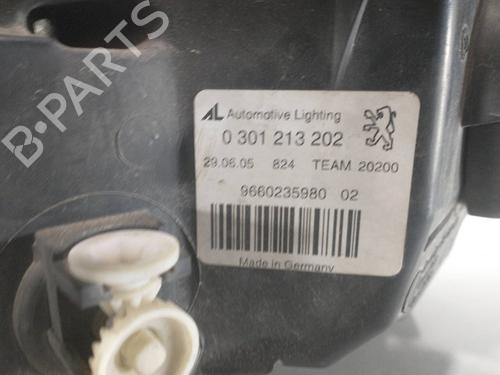 B-PARTS
AL Automotive Lighting
0 301 213 202
29.06.05 824 TEAM 20200
9660235980 02
Made in Germany